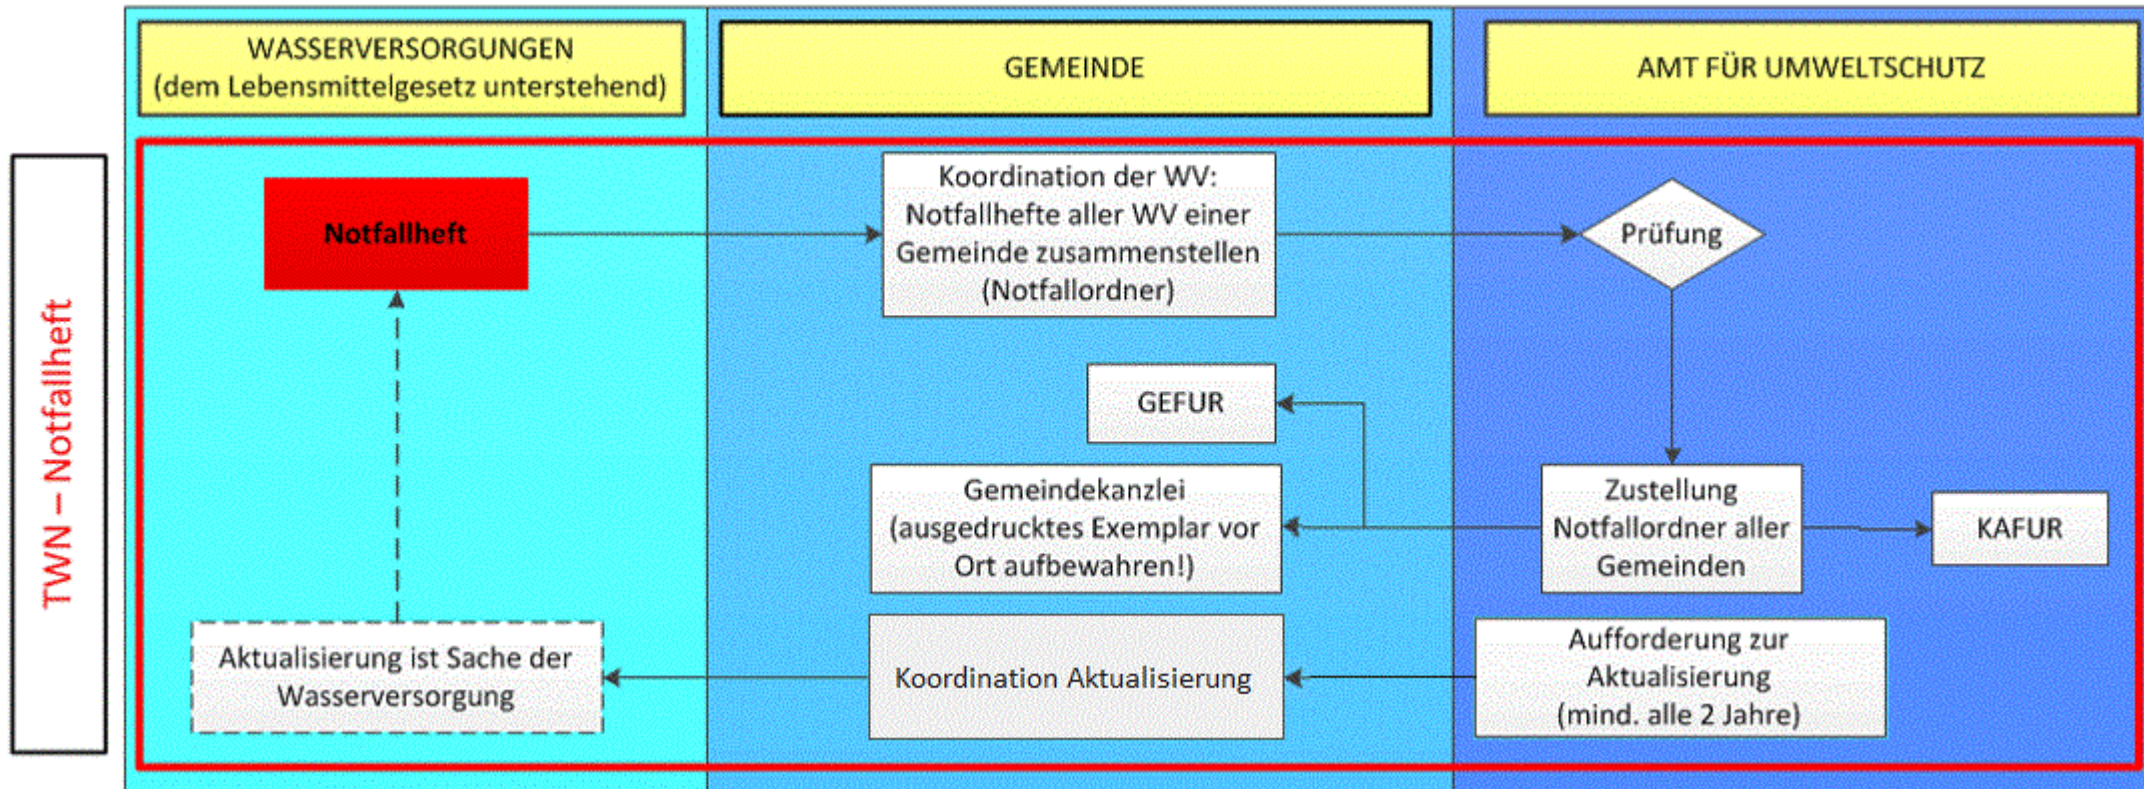 WASSERVERSORGUNGEN
(dem Lebensmittelgesetz unterstehend)
GEMEINDE
AMT FÜR UMWELTSCHUTZ
TWN – Notfallheft
Notfallheft
Koordination der WV:
Notfallhefte aller WV einer
Gemeinde zusammenstellen
(Notfallordner)
Prüfung
GEFUR
Gemeindekanzlei
(ausgedrucktes Exemplar vor
Ort aufbewahren!)
Zustellung
Notfallordner aller
Gemeinden
KAFUR
Aktualisierung ist Sache der
Wasserversorgung
Koordination Aktualisierung
Aufforderung zur
Aktualisierung
(mind. alle 2 Jahre)